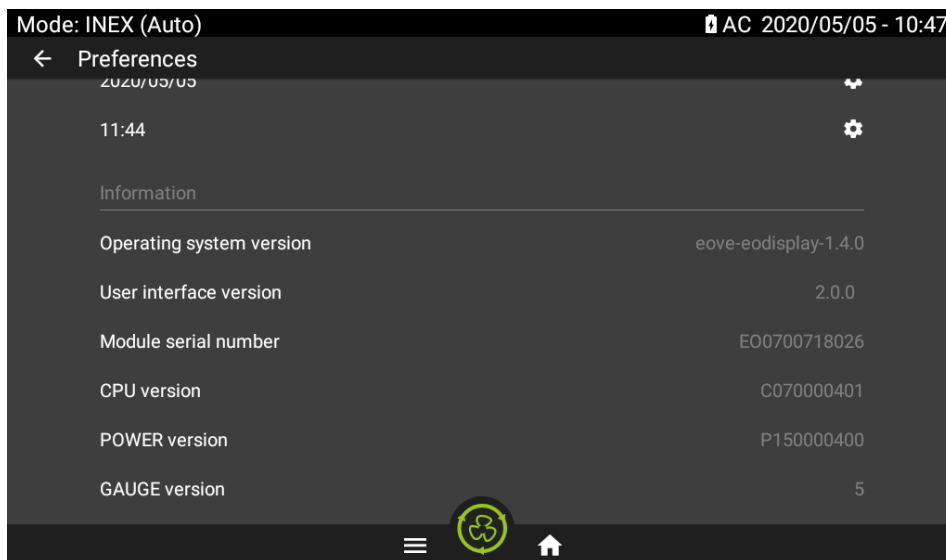 Mode: INEX (Auto) AC 2020/05/05 - 10:47
Preferences
2020/05/05
11:44
Information
Operating system version eove-eodisplay-1.4.0
User interface version 2.0.0
Module serial number EO0700718026
CPU version C070000401
POWER version P150000400
GAUGE version 5